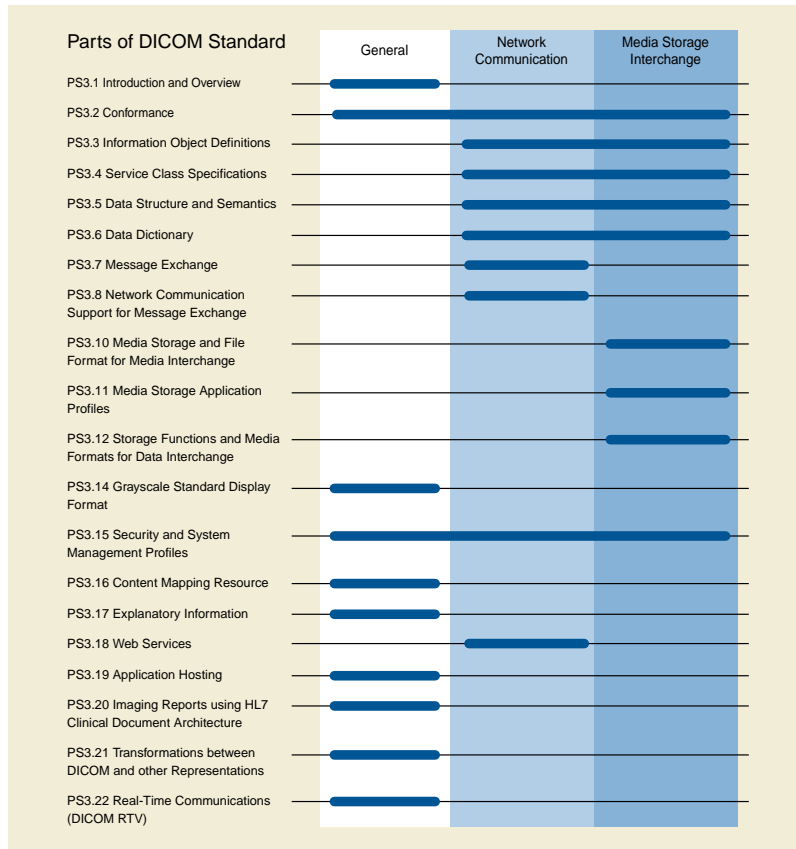 Parts of DICOM Standard
General
Network
Communication
Media Storage
Interchange
PS3.1 Introduction and Overview
PS3.2 Conformance
PS3.3 Information Object Definitions
PS3.4 Service Class Specifications
PS3.5 Data Structure and Semantics
PS3.6 Data Dictionary
PS3.7 Message Exchange
PS3.8 Network Communication
Support for Message Exchange
PS3.10 Media Storage and File
Format for Media Interchange
PS3.11 Media Storage Application
Profiles
PS3.12 Storage Functions and Media
Formats for Data Interchange
PS3.14 Grayscale Standard Display
Format
PS3.15 Security and System
Management Profiles
PS3.16 Content Mapping Resource
PS3.17 Explanatory Information
PS3.18 Web Services
PS3.19 Application Hosting
PS3.20 Imaging Reports using HL7
Clinical Document Architecture
PS3.21 Transformations between
DICOM and other Representations
PS3.22 Real-Time Communications
(DICOM RTV)